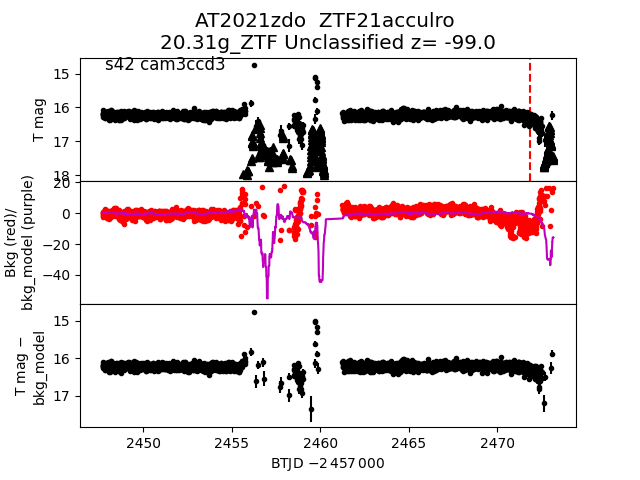 AT2021zdo  ZTF21acculro
20.31g_ZTF Unclassified z= -99.0
s42 cam3ccd3
15
16
17
18
T mag
20
0
−20
−40
Bkg (red)/
bkg_model (purple)
15
16
17
T mag −
bkg_model
2450
2455
2460
2465
2470
BTJD −2 457 000